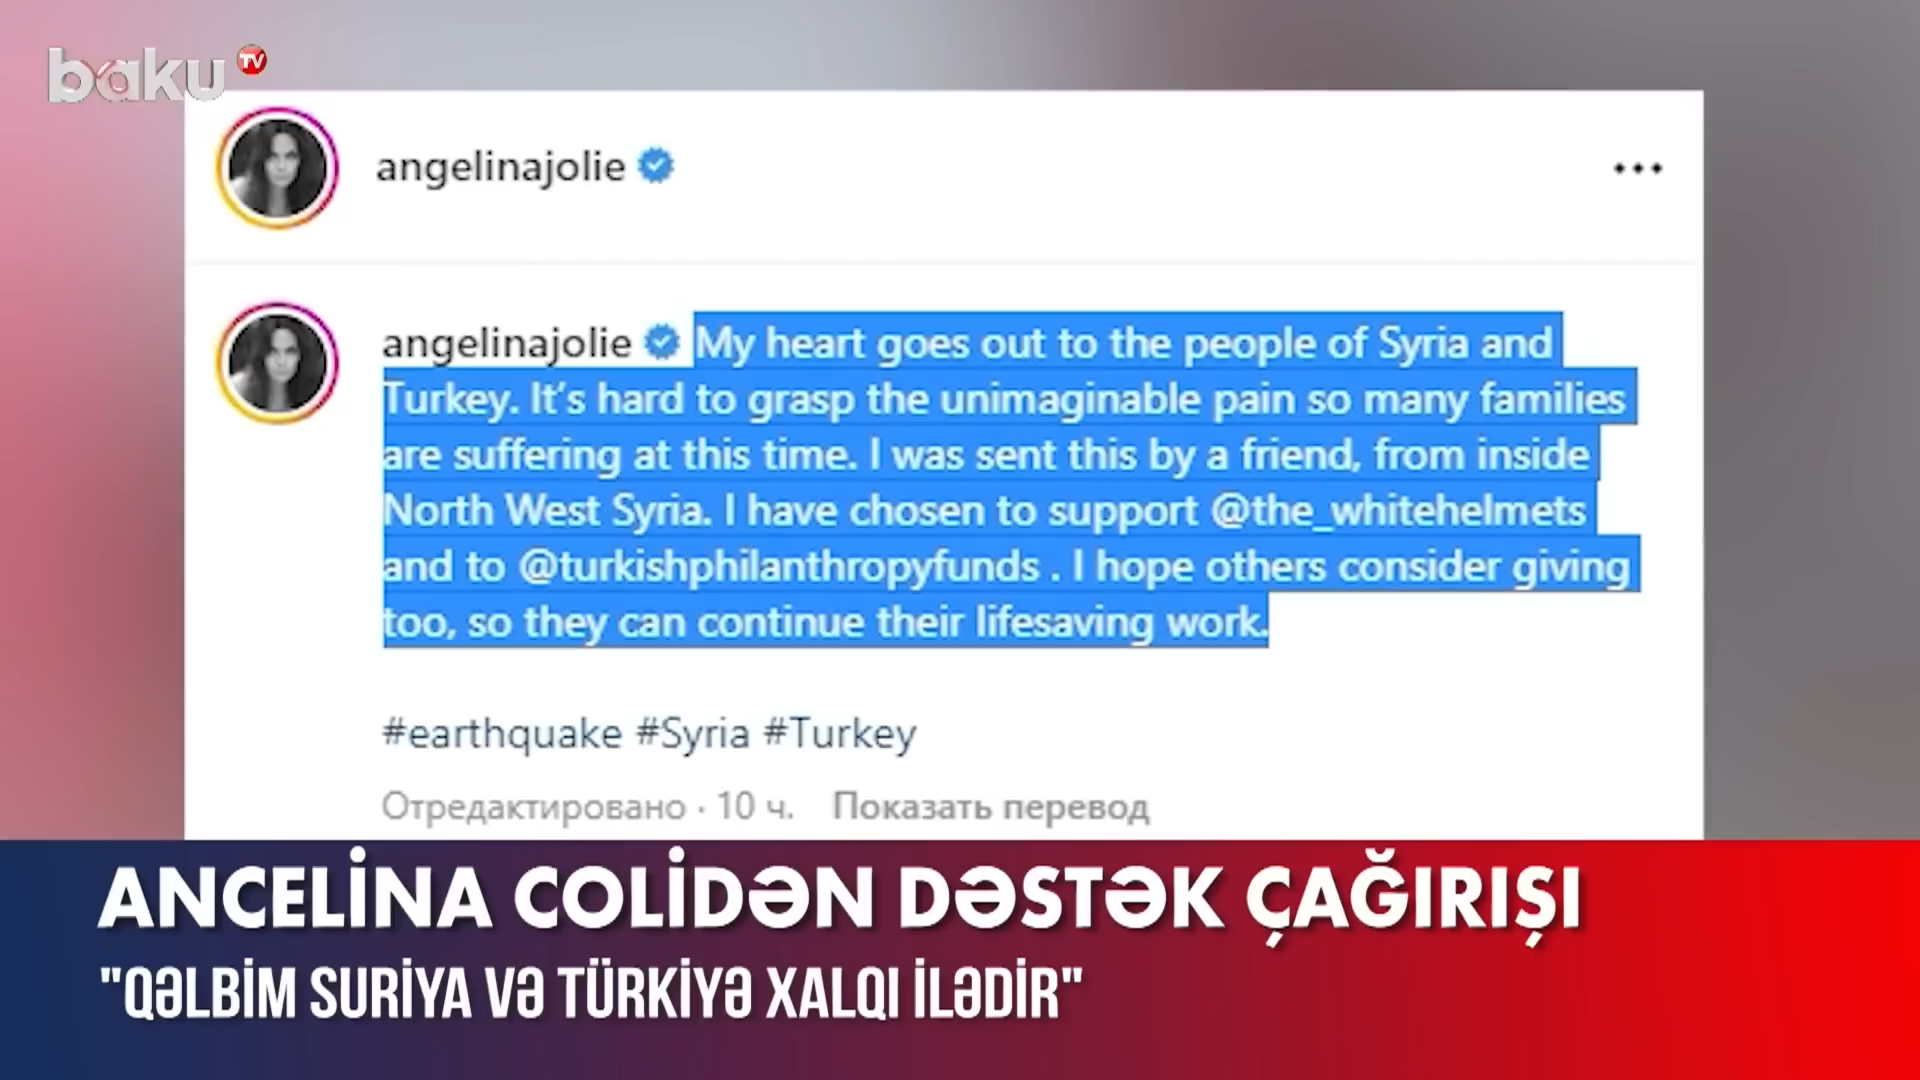 baku TV
angelinajolie
angelinajolie My heart goes out to the people of Syria and
Turkey. It’s hard to grasp the unimaginable pain so many families
are suffering at this time. I was sent this by a friend, from inside
North West Syria. I have chosen to support @the_whitehelmets
and to @turkishphilanthropyfunds . I hope others consider giving
too, so they can continue their lifesaving work.
#earthquake #Syria #Turkey
Отредактировано · 10 ч. Показать перевод
ANCELİNA COLİDƏN DƏSTƏK ÇAĞIRIŞI
"QƏLBİM SURİYA VƏ TÜRKİYƏ XALQI İLƏDİR"